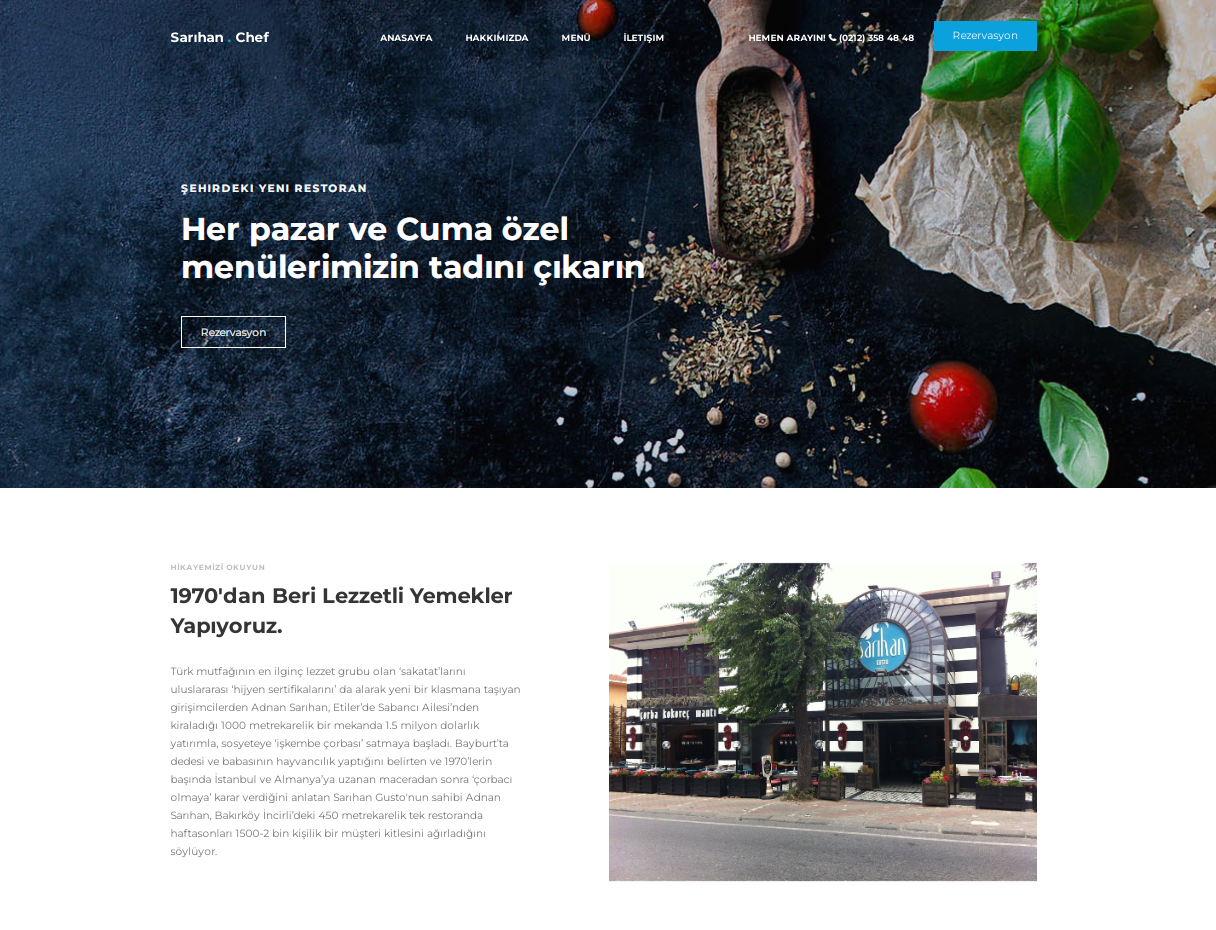 Sarıhan . Chef
ANASAYFA
HAKKIMIZDA
MENÜ
İLETİŞİM
HEMEN ARAYIN! (0212) 358 48 48
Rezervasyon
ŞEHIRDEKI YENI RESTORAN
Her pazar ve Cuma özel
menülerimizin tadını çıkarın
Rezervasyon
HİKAYEMİZİ OKUYUN
1970'dan Beri Lezzetli Yemekler
Yapıyoruz.
Türk mutfağının en ilginç lezzet grubu olan ‘sakatat’larını
uluslararası ‘hijyen sertifikalarını’ da alarak yeni bir klasmana taşıyan
girişimcilerden Adnan Sarıhan, Etiler’de Sabancı Ailesi’nden
kiraladığı 1000 metrekarelik bir mekanda 1.5 milyon dolarlık
yatırımla, sosyeteye ‘işkembe çorbası’ satmaya başladı. Bayburt’ta
dedesi ve babasının hayvancılık yaptığını belirten ve 1970’lerin
başında İstanbul ve Almanya’ya uzanan maceradan sonra ‘çorbacı
olmaya’ karar verdiğini anlatan Sarıhan Gusto'nun sahibi Adnan
Sarıhan, Bakırköy İncirli’deki 450 metrekarelik tek restoranda
haftasonları 1500-2 bin kişilik bir müşteri kitlesini ağırladığını
söylüyor.
sarıhan
çorba kokoreç mantı